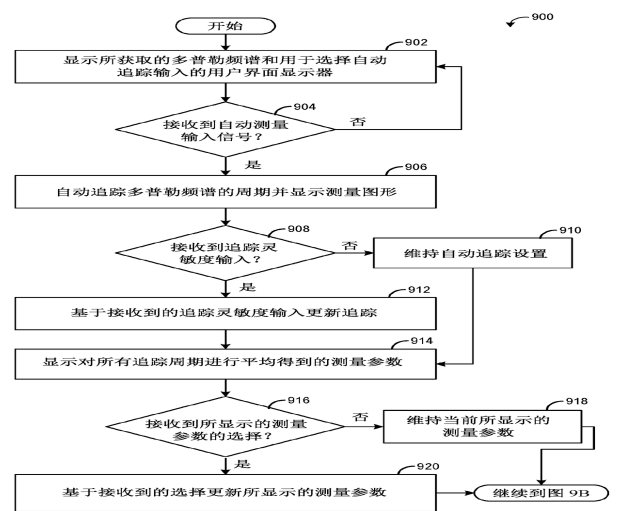 开始
900
902
显示所获取的多普勒频谱和用于选择自动
追踪输入的用户界面显示器
904
接收到自动测量
输入信号？
否
是
906
自动追踪多普勒频谱的周期并显示测量图形
908
接收到追踪灵
敏度输入？
否
910
维持自动追踪设置
是
912
基于接收到的追踪灵敏度输入更新追踪
914
显示对所有追踪周期进行平均得到的测量参数
916
接收到所显示的测量
参数的选择？
否
918
维持当前所显示的
测量参数
是
920
基于接收到的选择更新所显示的测量参数
继续到图 9B